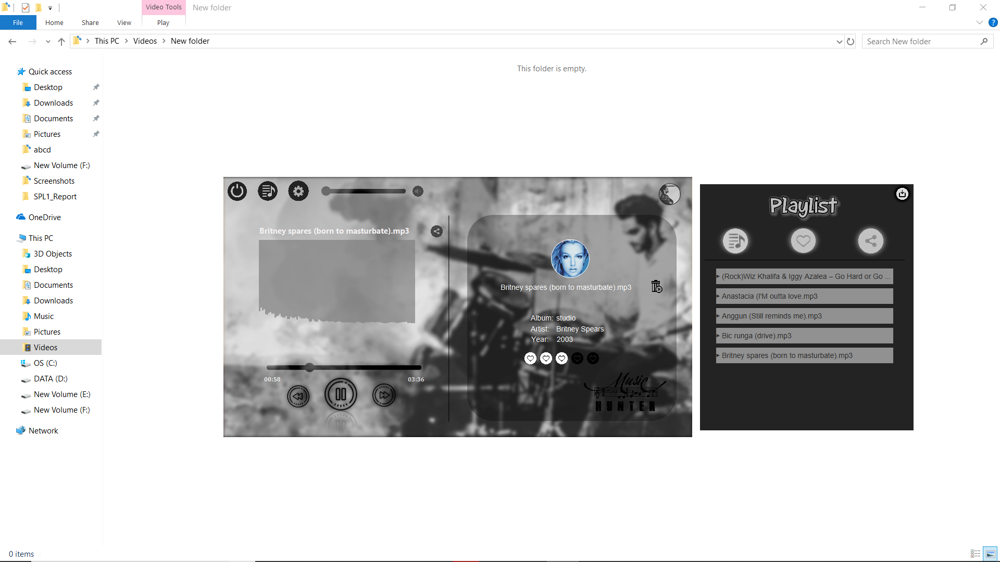 Video Tools
New folder
File
Home
Share
View
Play
This PC
Videos
New folder
Search New folder
This folder is empty.
Quick access
Desktop
Downloads
Documents
Pictures
abcd
New Volume (F:)
Screenshots
SPL1_Report
OneDrive
This PC
3D Objects
Desktop
Documents
Downloads
Music
Pictures
Videos
OS (C:)
DATA (D:)
New Volume (E:)
New Volume (F:)
Network
Britney spares (born to masturbate).mp3
00:58
03:36
Britney spares (born to masturbate).mp3
Album: studio
Artist: Britney Spears
Year: 2003
Music
HUNTER
Playlist
(Rock)Wiz Khalifa & Iggy Azalea – Go Hard or Go ...
Anastacia (I'M outta love.mp3
Anggun (Still reminds me).mp3
Bic runga (drive).mp3
Britney spares (born to masturbate).mp3
0 items